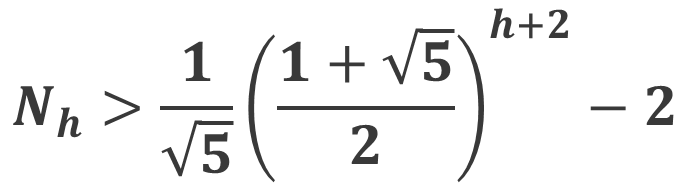 N_h > \frac{1}{\sqrt{5}} \left( \frac{1 + \sqrt{5}}{2} \right)^{h+2} - 2